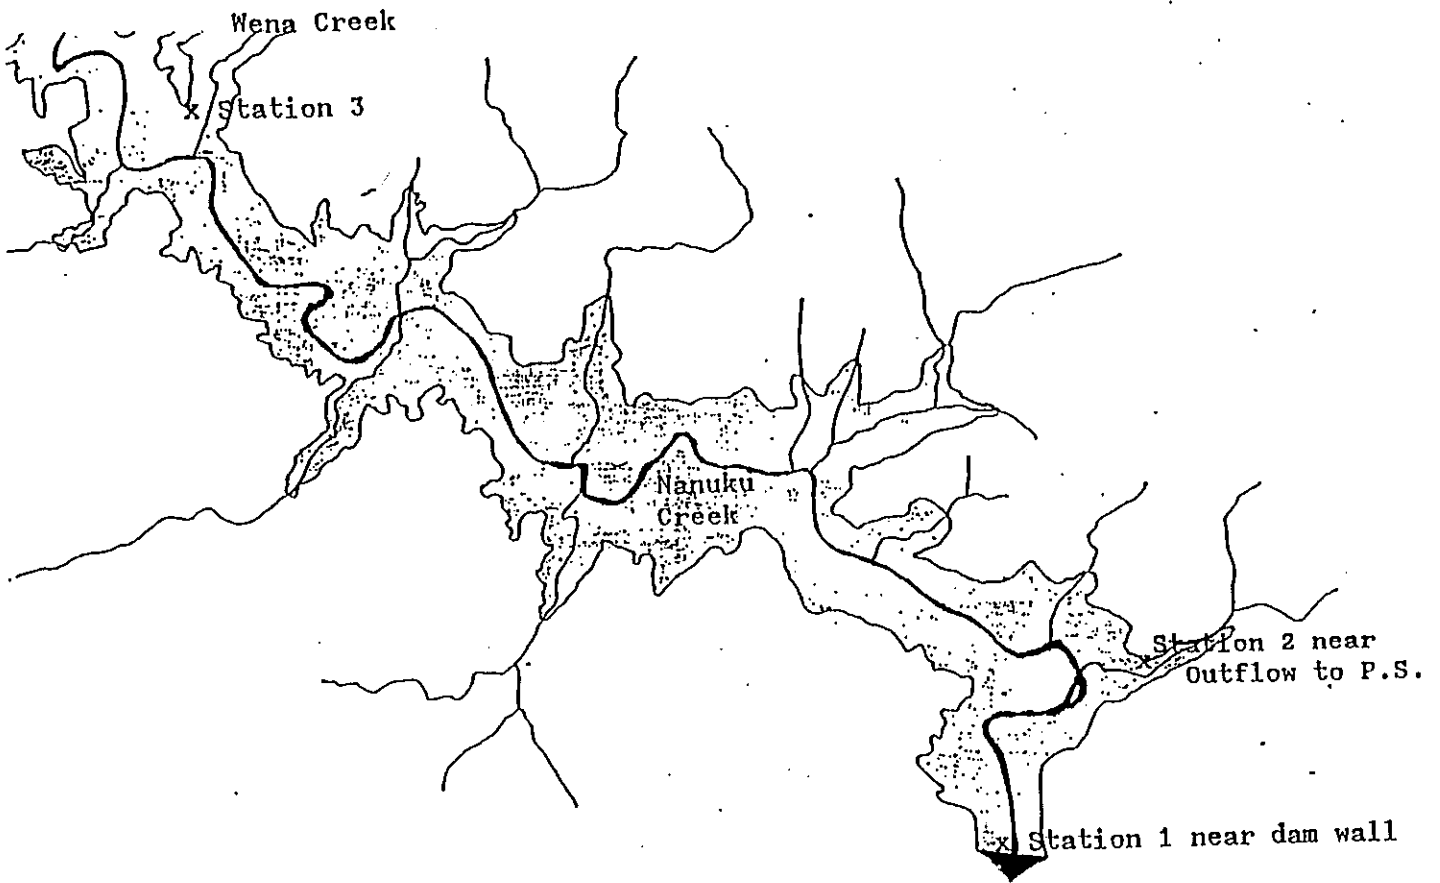 Wena Creek
x Station 3
Nanuku
Creek
x Station 2 near
Outflow to P.S.
x Station 1 near dam wall